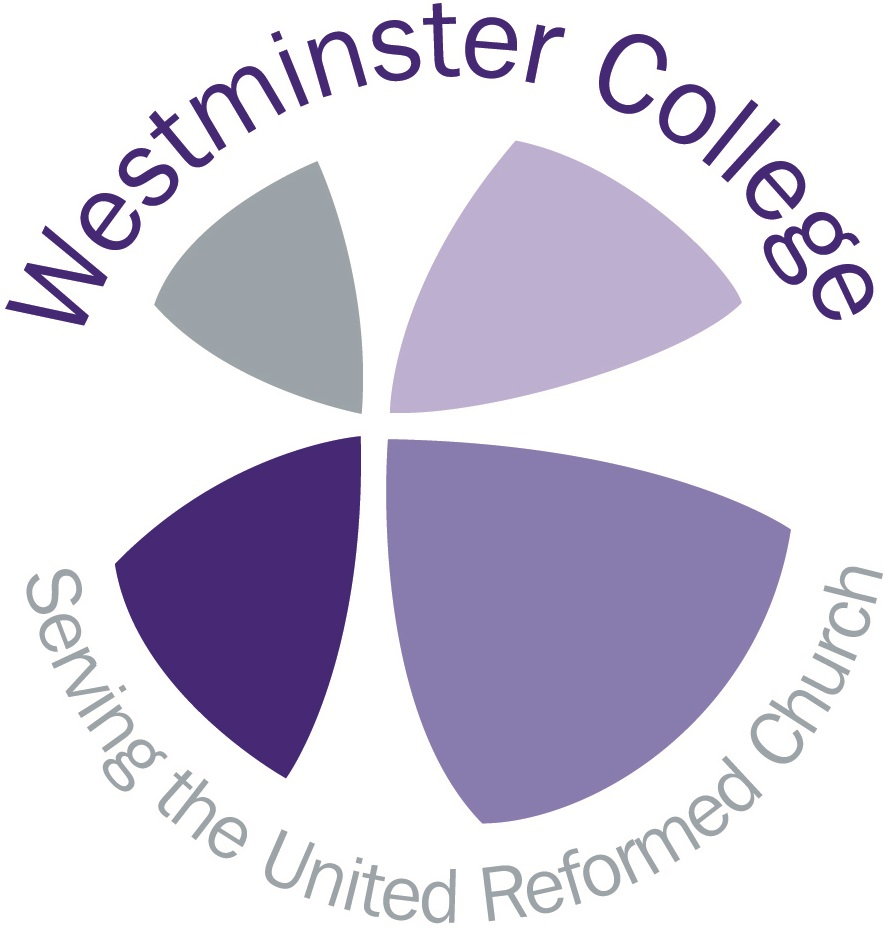 Westminster College
Serving the United Reformed Church